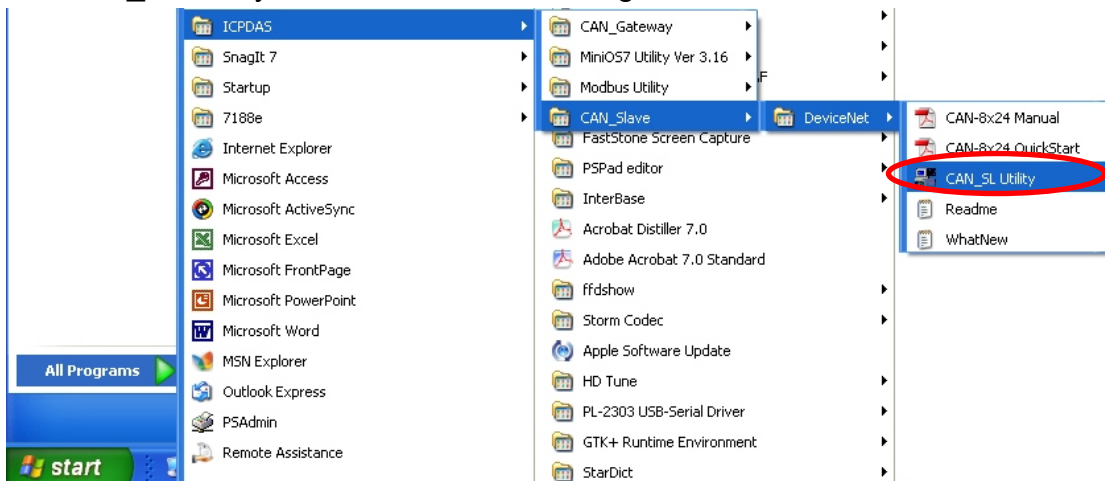 All Programs
start
ICPDAS
SnagIt 7
Startup
7188e
Internet Explorer
Microsoft Access
Microsoft ActiveSync
Microsoft Excel
Microsoft FrontPage
Microsoft PowerPoint
Microsoft Word
MSN Explorer
Outlook Express
PSAdmin
Remote Assistance
CAN_Gateway
MiniOS7 Utility Ver 3.16
Modbus Utility
CAN_Slave
FastStone Screen Capture
PSPad editor
InterBase
Acrobat Distiller 7.0
Adobe Acrobat 7.0 Standard
ffdshow
Storm Codec
Apple Software Update
HD Tune
PL-2303 USB-Serial Driver
GTK+ Runtime Environment
StarDict
DeviceNet
CAN-8x24 Manual
CAN-8x24 QuickStart
CAN_SL Utility
Readme
WhatNew